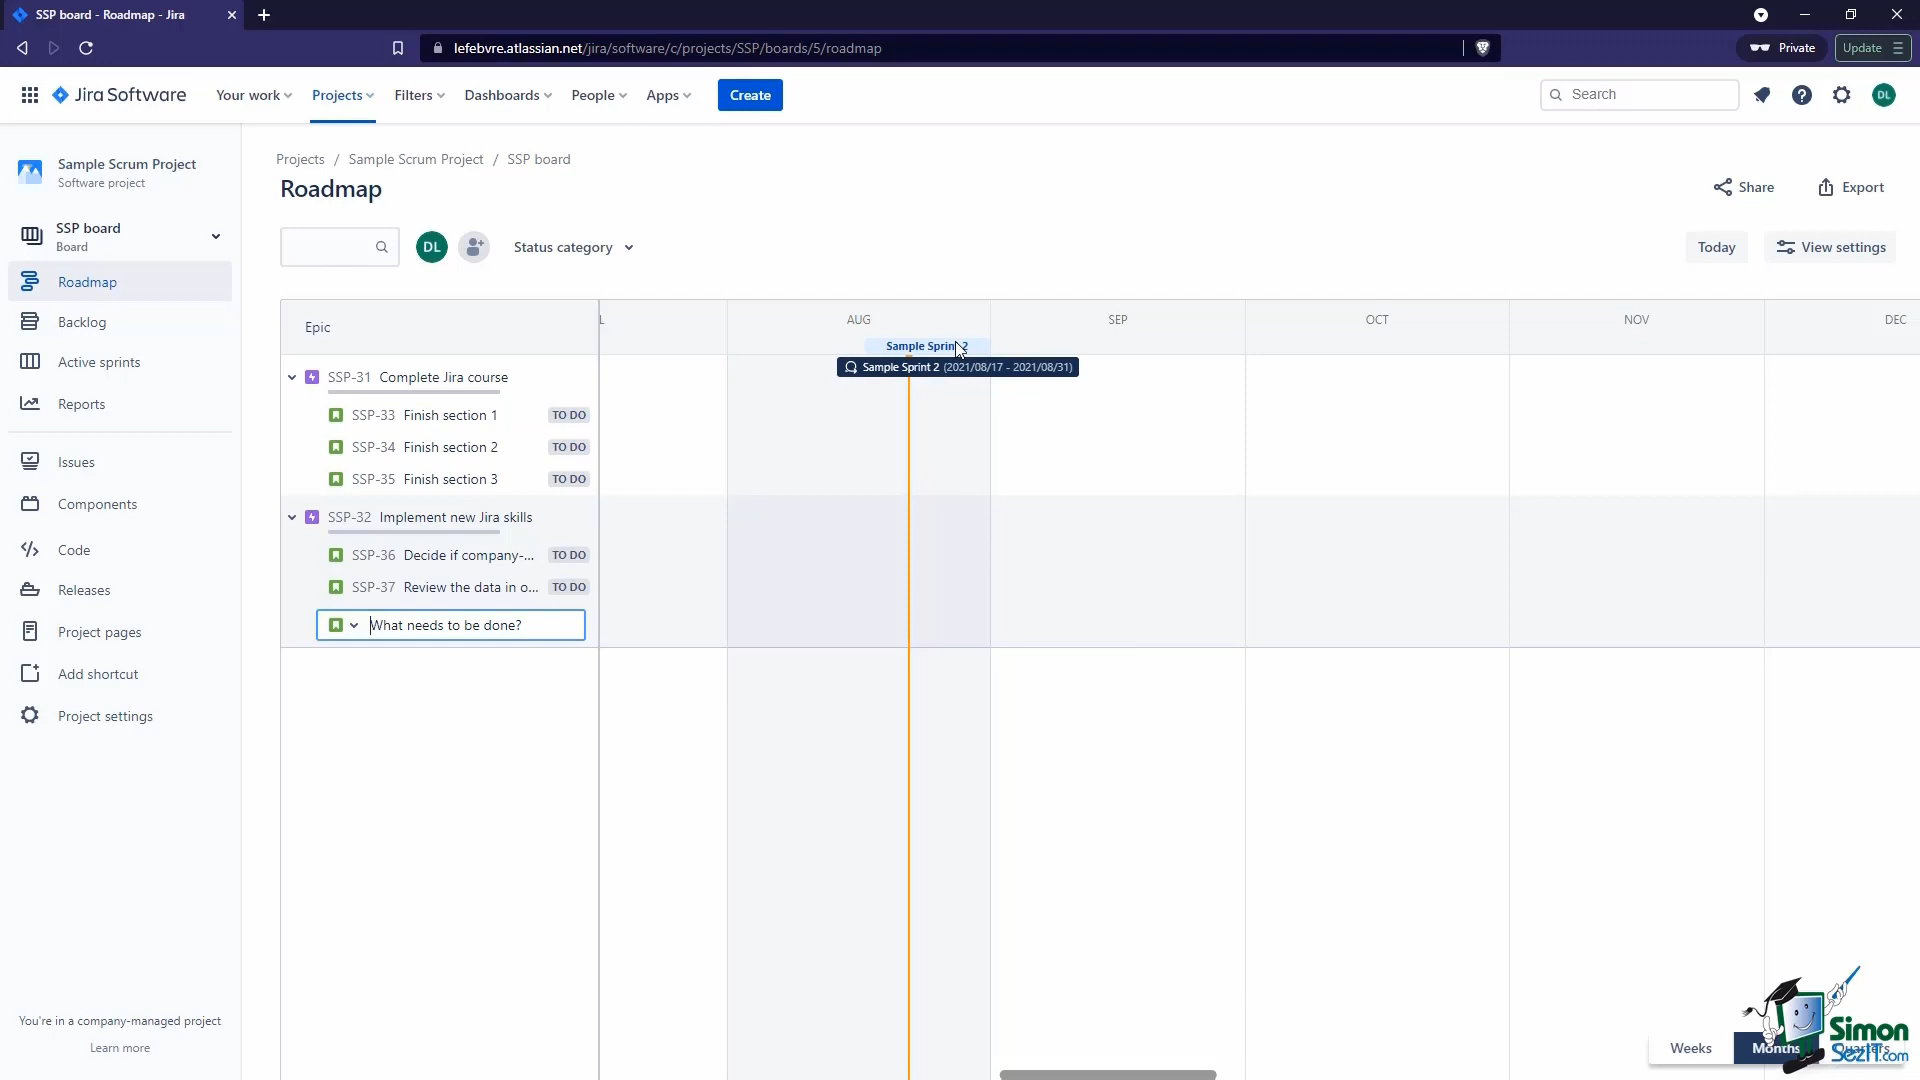 SSP board - Roadmap - Jira
lefebvre.atlassian.net/jira/software/c/projects/SSP/boards/5/roadmap
Private
Update
Jira Software
Your work
Projects
Filters
Dashboards
People
Apps
Create
Search
DL
Sample Scrum Project
Software project
SSP board
Board
Roadmap
Backlog
Active sprints
Reports
Issues
Components
Code
Releases
Project pages
Add shortcut
Project settings
You're in a company-managed project
Learn more
Projects / Sample Scrum Project / SSP board
Roadmap
Share
Export
DL
Status category
Today
View settings
Epic
L
AUG
SEP
OCT
NOV
DEC
Sample Sprint 2
Sample Sprint 2 (2021/08/17 - 2021/08/31)
SSP-31 Complete Jira course
SSP-33 Finish section 1 TO DO
SSP-34 Finish section 2 TO DO
SSP-35 Finish section 3 TO DO
SSP-32 Implement new Jira skills
SSP-36 Decide if company-... TO DO
SSP-37 Review the data in o... TO DO
What needs to be done?
Weeks
Months
Simon
SezIT.com